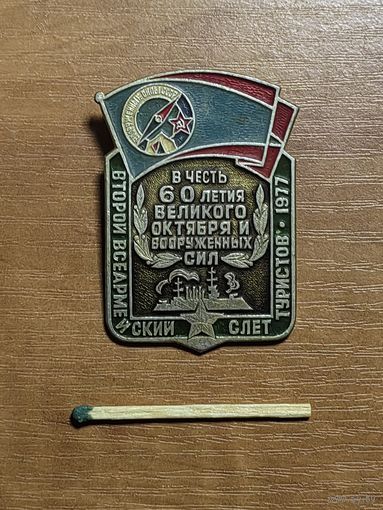 В ЧЕСТЬ
60 ЛЕТИЯ
ВЕЛИКОГО
ОКТЯБРЯ И
ВООРУЖЕННЫХ
СИЛ
ВТОРОЙ ВСЕАРМЕЙСКИЙ СЛЕТ ТУРИСТОВ • 1977